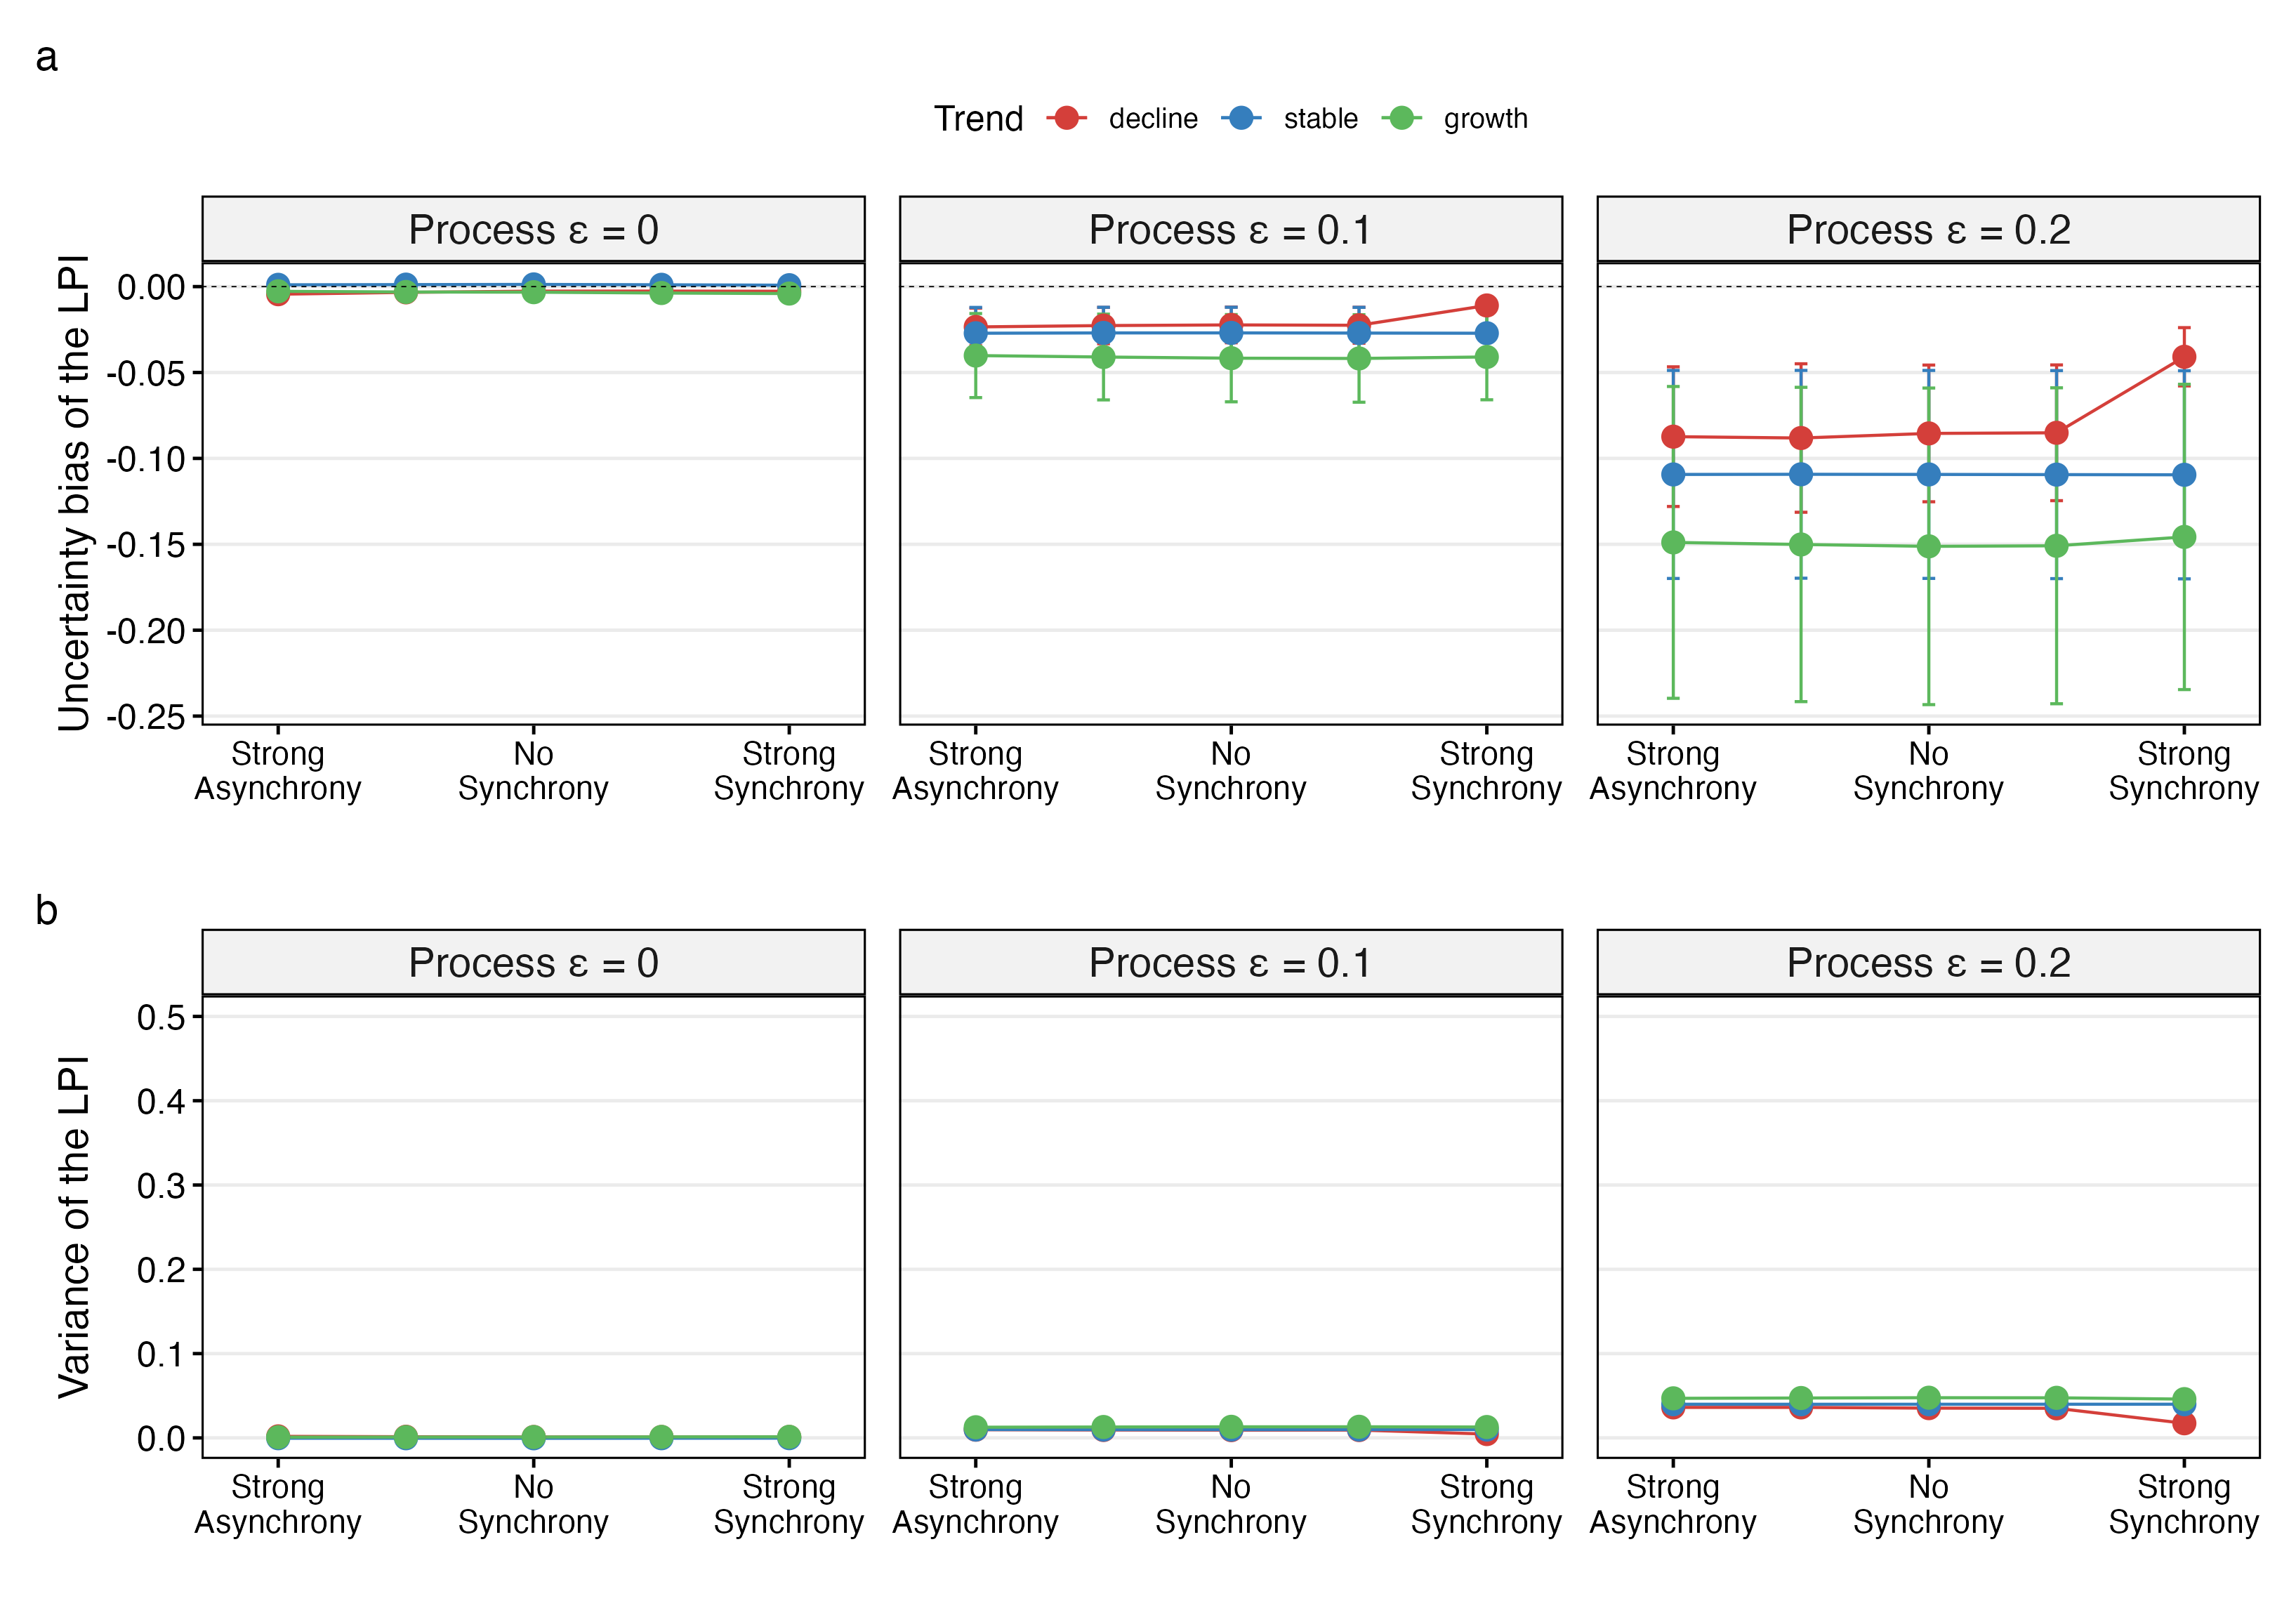 a
Trend decline stable growth
Process ε = 0 Process ε = 0.1 Process ε = 0.2
Uncertainty bias of the LPI
0.00
-0.05
-0.10
-0.15
-0.20
-0.25
Strong No Strong Strong No Strong Strong No Strong
Asynchrony Synchrony Synchrony Asynchrony Synchrony Synchrony Asynchrony Synchrony Synchrony
b
Process ε = 0 Process ε = 0.1 Process ε = 0.2
Variance of the LPI
0.5
0.4
0.3
0.2
0.1
0.0
Strong No Strong Strong No Strong Strong No Strong
Asynchrony Synchrony Synchrony Asynchrony Synchrony Synchrony Asynchrony Synchrony Synchrony